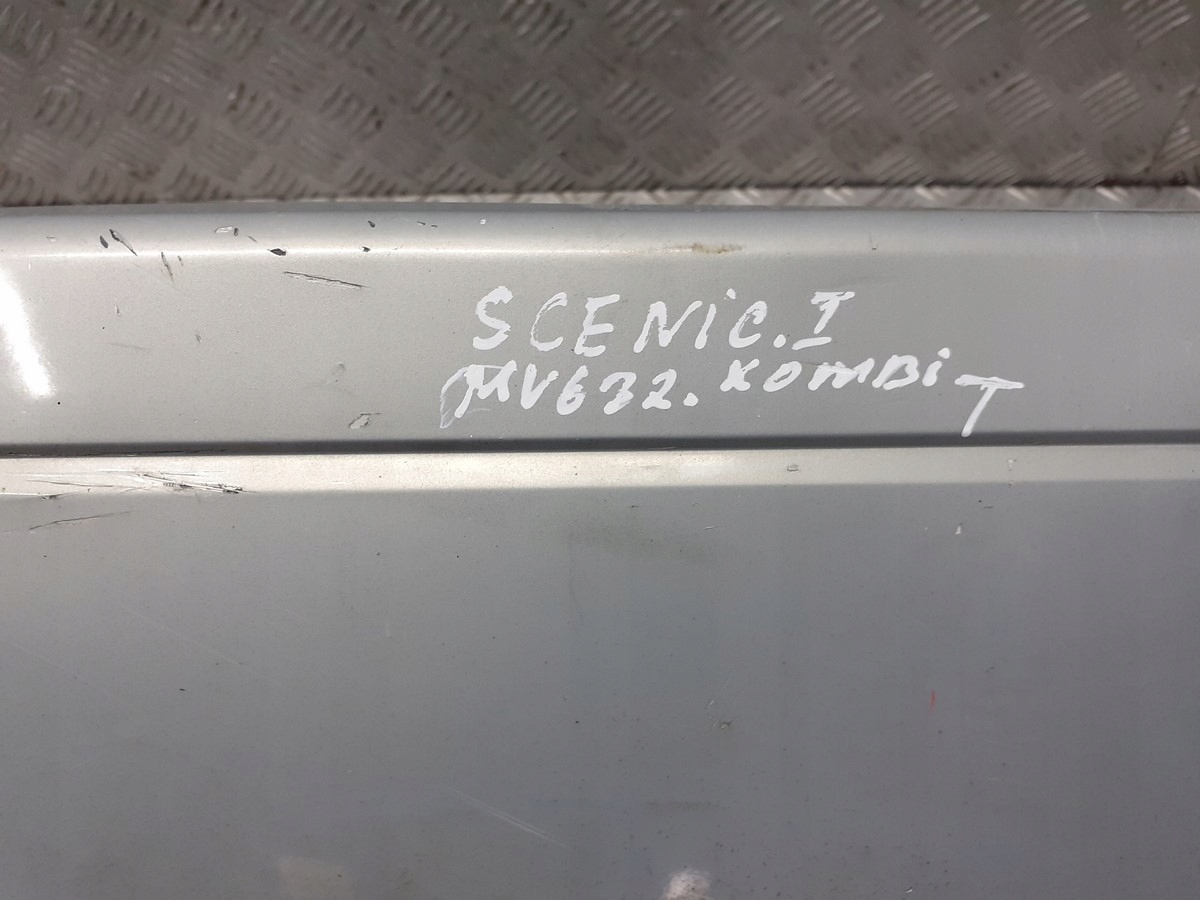 SCENIC. I
MV632. KOMBI T